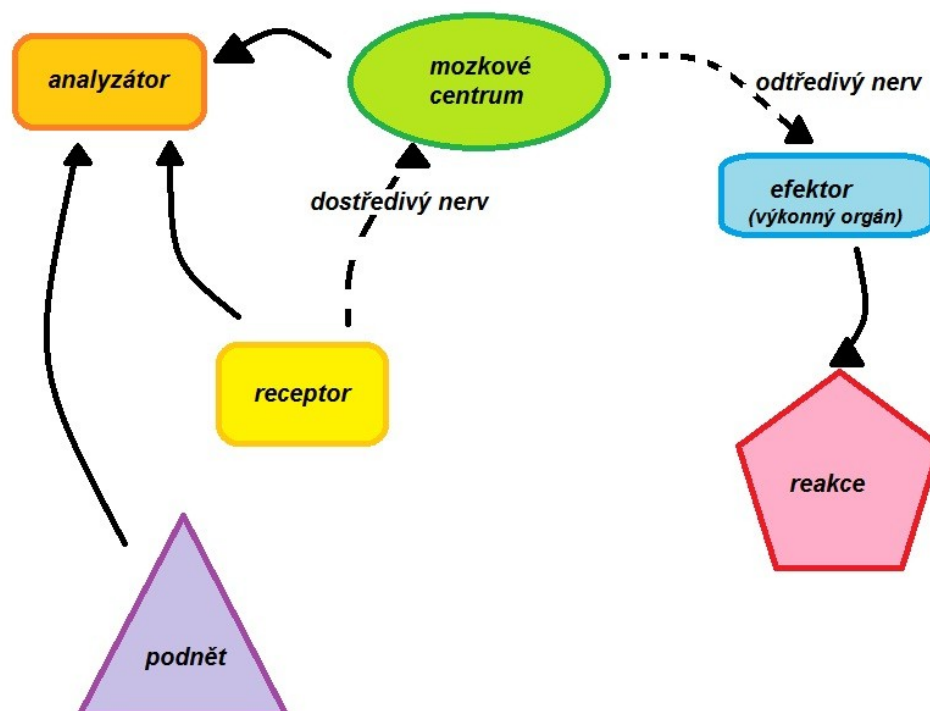 analyzátor
mozkové
centrum
odtředivý nerv
dostředivý nerv
efektor
(výkonný orgán)
receptor
reakce
podnět